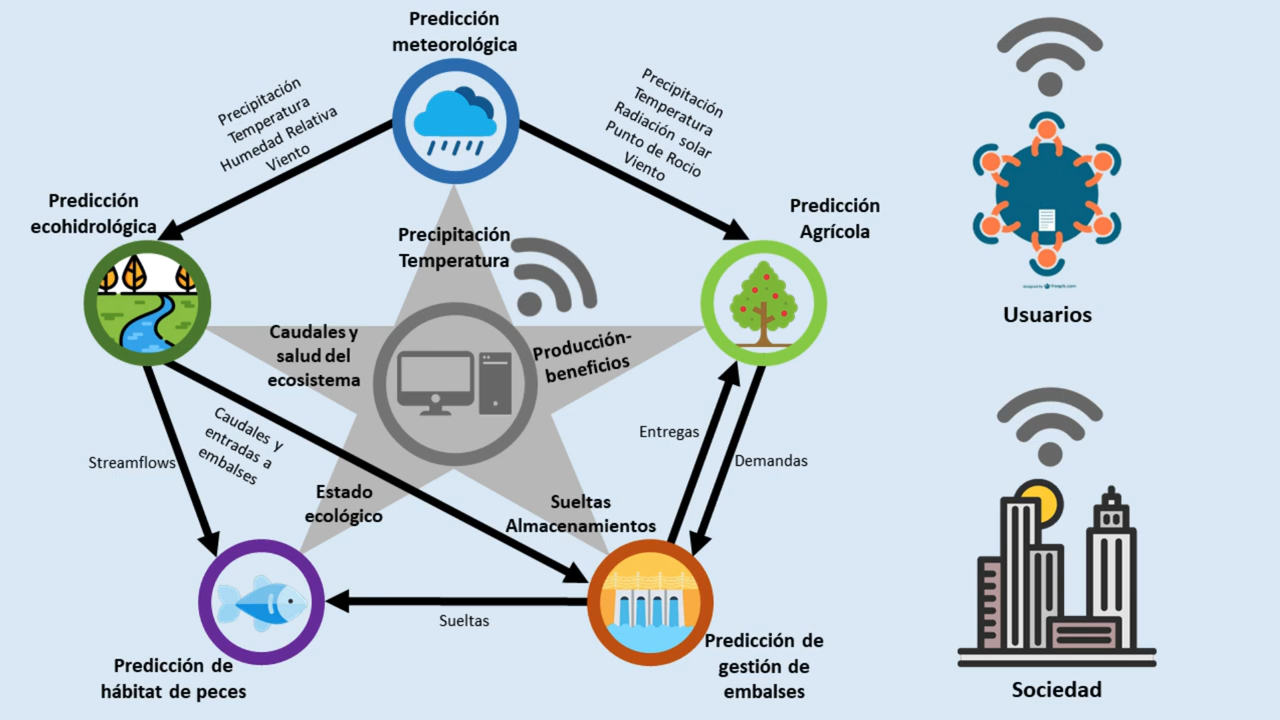 Predicción
meteorológica
Precipitación
Temperatura
Humedad Relativa
Viento
Precipitación
Temperatura
Radiación solar
Punto de Rocio
Viento
Predicción
ecohidrológica
Predicción
Agrícola
Precipitación
Temperatura
Caudales y
salud del
ecosistema
Producción-
beneficios
Usuarios
Streamflows
Caudales y
entradas a
embalses
Entregas
Demandas
Estado
ecológico
Sueltas
Almacenamientos
Sueltas
Predicción de
hábitat de peces
Predicción de
gestión de
embalses
Sociedad